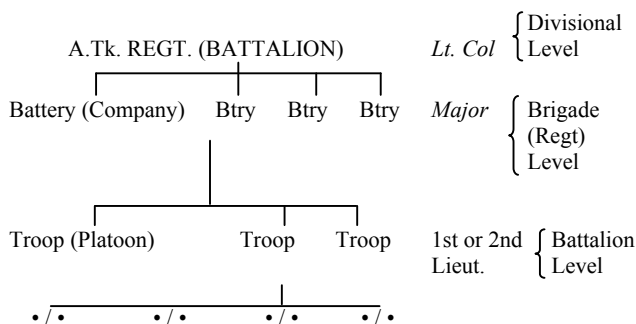 Divisional
A.Tk. REGT. (BATTALION) Lt. Col Level
Battery (Company) Btry Btry Btry Major Brigade
(Regt)
Level
Troop (Platoon) Troop Troop 1st or 2nd Battalion
Lieut. Level
• / • • / • • / • • / •